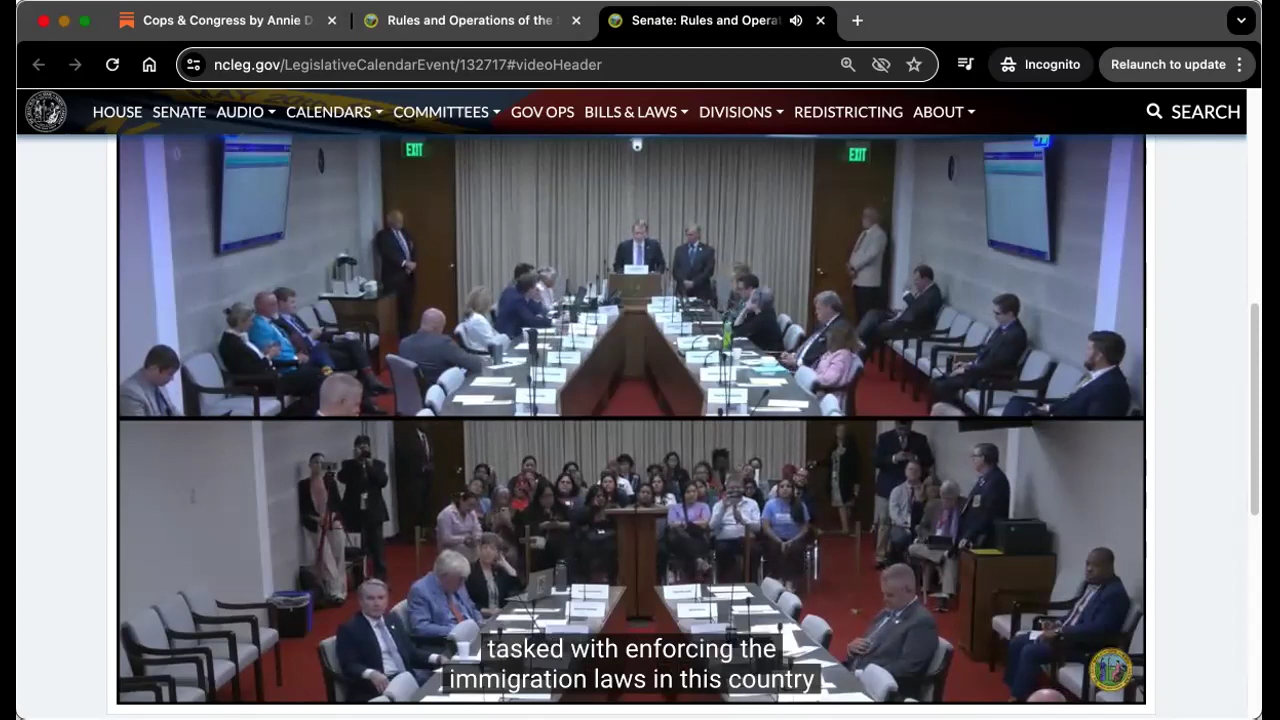 Cops & Congress by Annie D
Rules and Operations of the
Senate: Rules and Opera
ncleg.gov/LegislativeCalendarEvent/132717#videoHeader
Incognito
Relaunch to update
HOUSE SENATE AUDIO CALENDARS COMMITTEES GOV OPS BILLS & LAWS DIVISIONS REDISTRICTING ABOUT SEARCH
EXIT
EXIT
tasked with enforcing the
immigration laws in this country